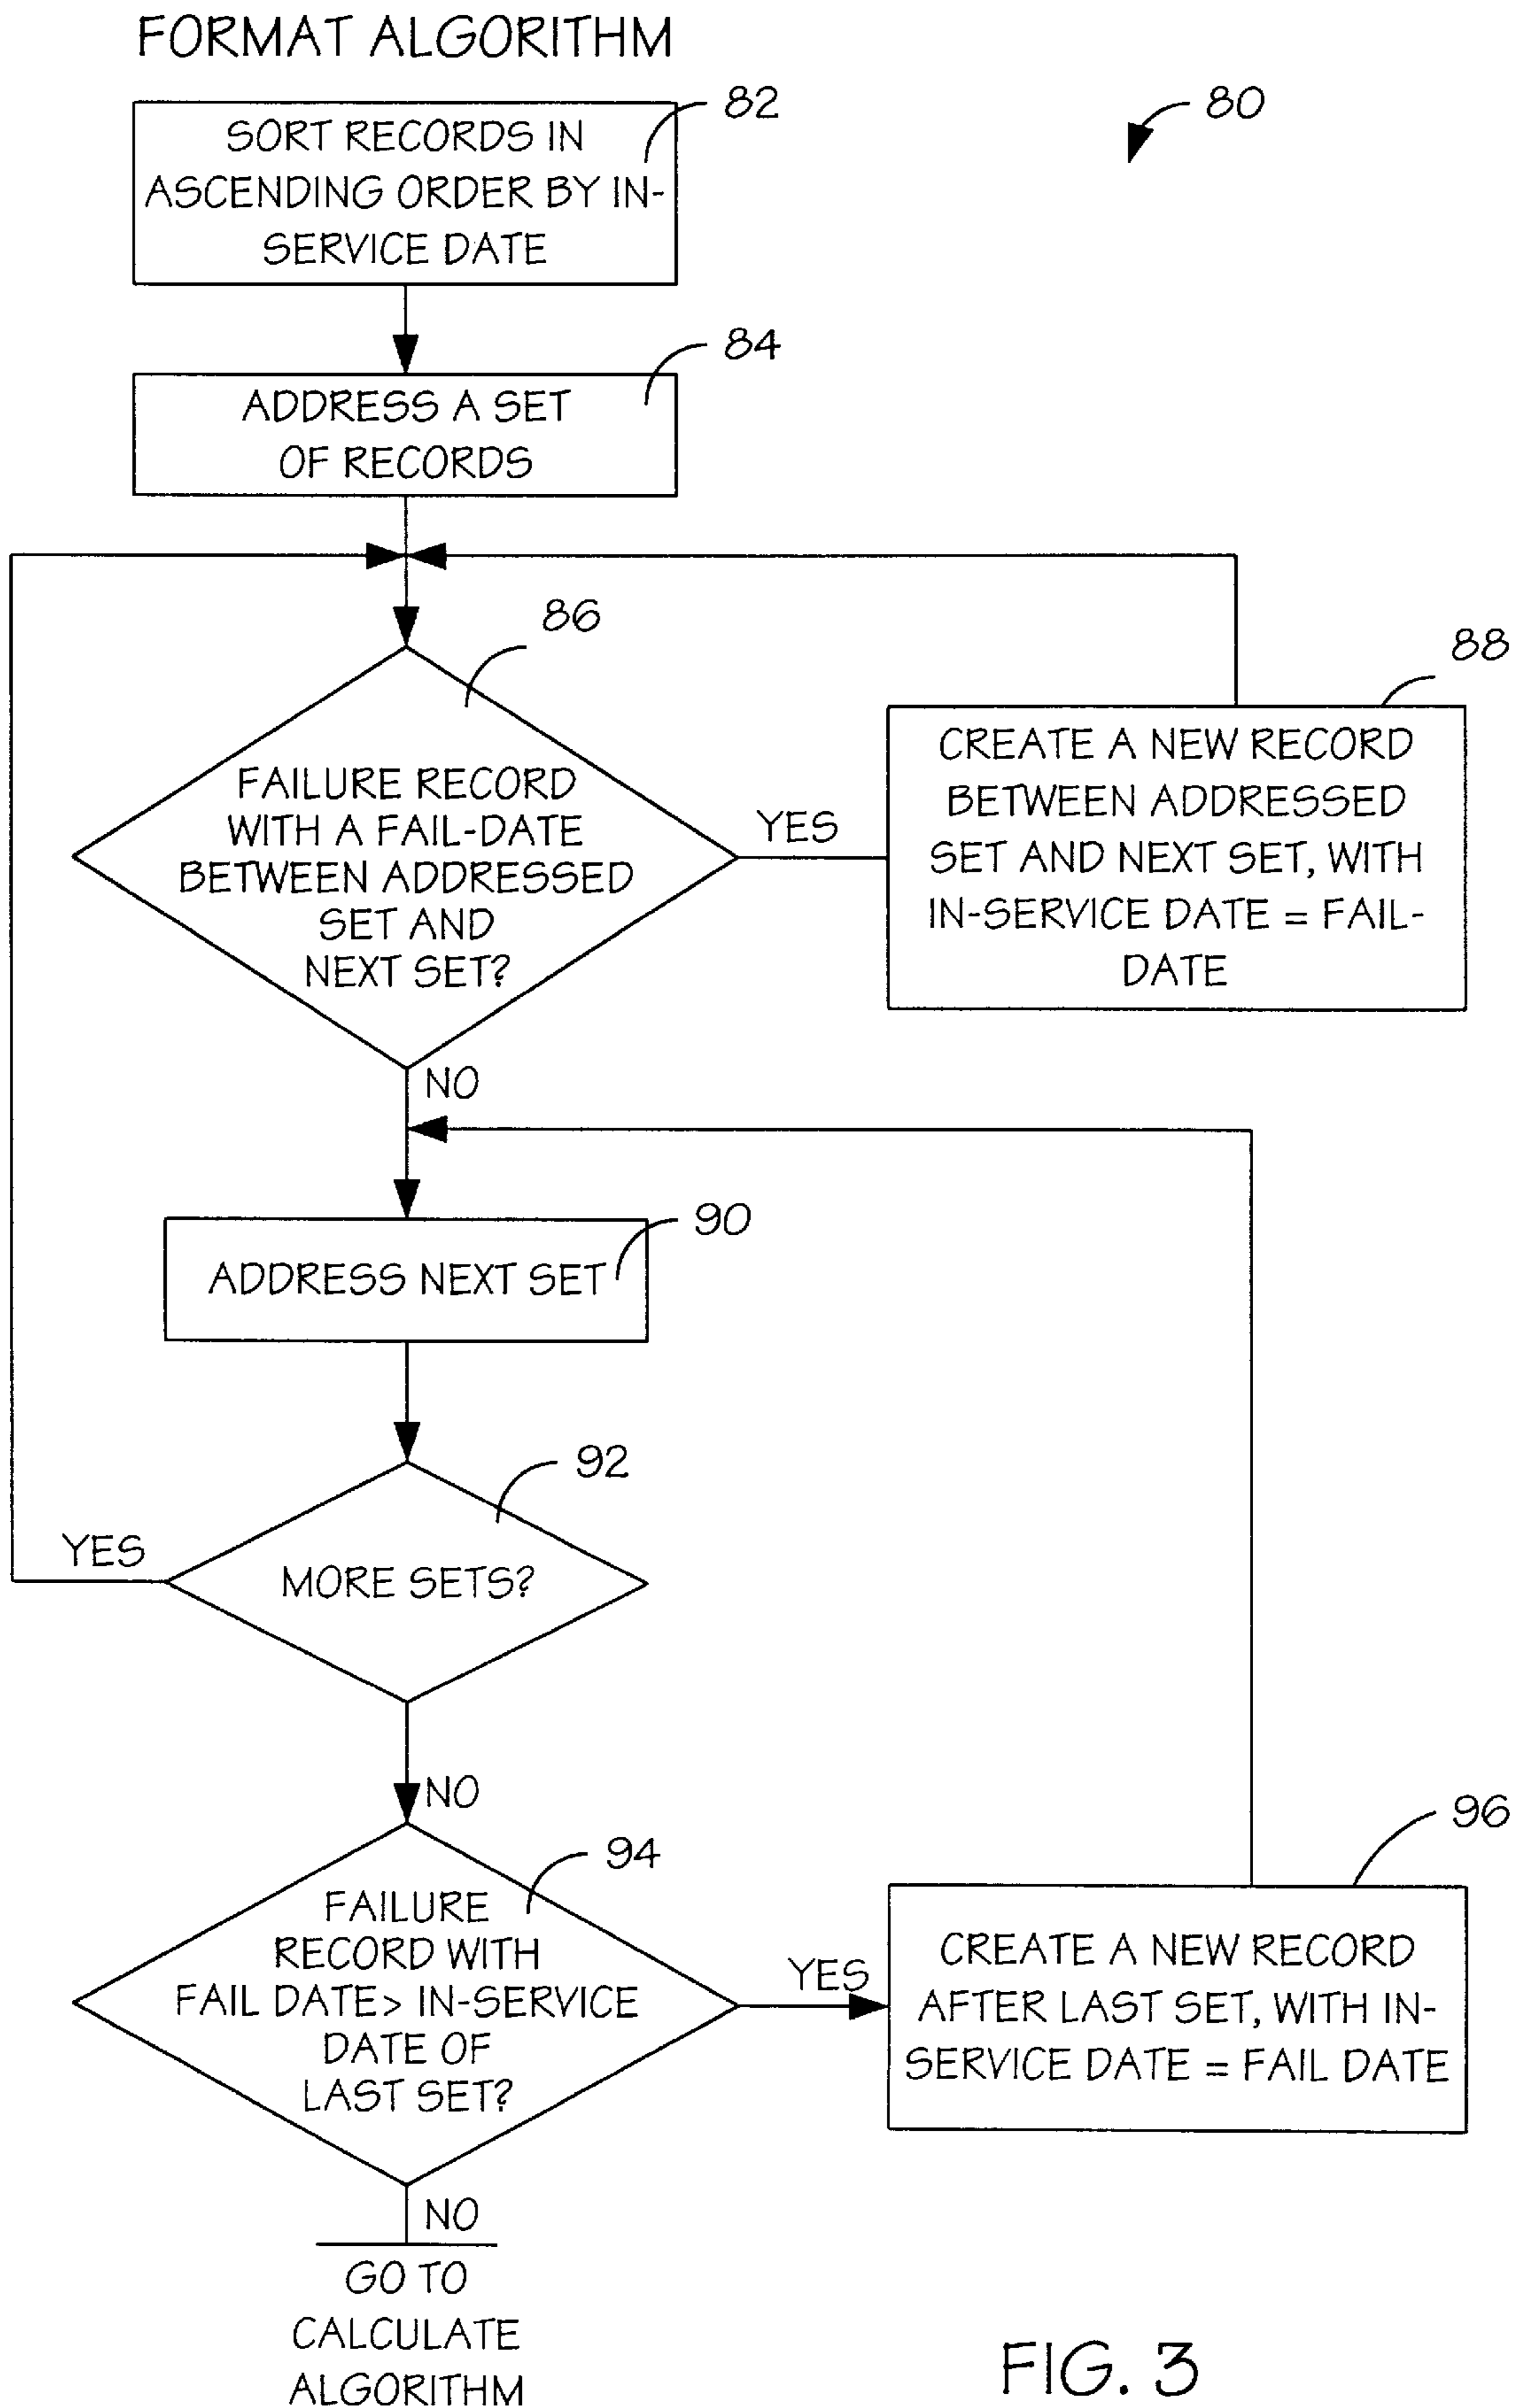 FORMAT ALGORITHM
82
80
SORT RECORDS IN
ASCENDING ORDER BY IN-
SERVICE DATE
84
ADDRESS A SET
OF RECORDS
86
88
FAILURE RECORD
WITH A FAIL-DATE
BETWEEN ADDRESSED
SET AND
NEXT SET?
YES
CREATE A NEW RECORD
BETWEEN ADDRESSED
SET AND NEXT SET, WITH
IN-SERVICE DATE = FAIL-
DATE
NO
90
ADDRESS NEXT SET
92
YES
MORE SETS?
NO
94
96
FAILURE
RECORD WITH
FAIL DATE> IN-SERVICE
DATE OF
LAST SET?
YES
CREATE A NEW RECORD
AFTER LAST SET, WITH IN-
SERVICE DATE = FAIL DATE
NO
GO TO
CALCULATE
ALGORITHM
FIG. 3